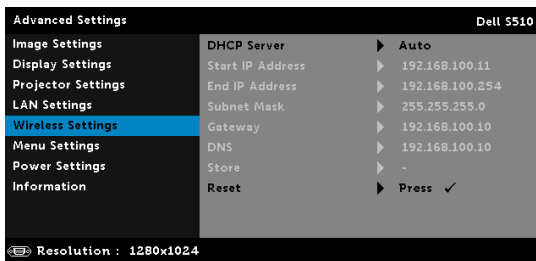 Advanced Settings Dell S510
Image Settings DHCP Server Auto
Display Settings Start IP Address 192.168.100.11
Projector Settings End IP Address 192.168.100.254
LAN Settings Subnet Mask 255.255.255.0
Wireless Settings Gateway 192.168.100.10
Menu Settings DNS 192.168.100.10
Power Settings Store -
Information Reset Press ✓
Resolution : 1280x1024